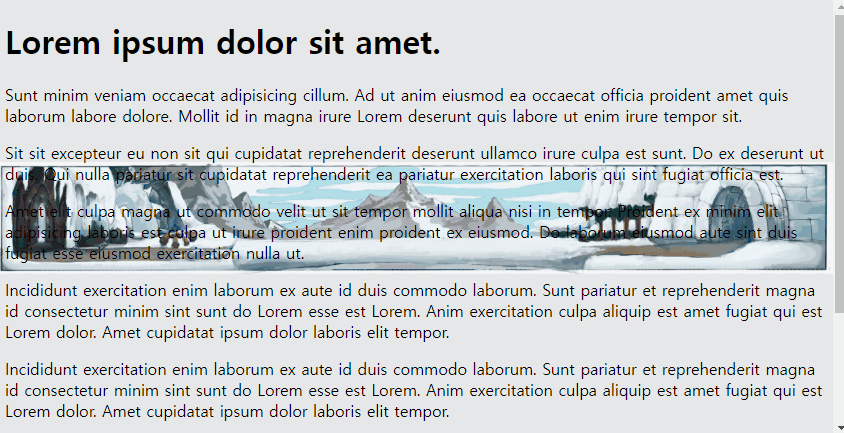 Lorem ipsum dolor sit amet.
Sunt minim veniam occaecat adipisicing cillum. Ad ut anim eiusmod ea occaecat officia proident amet quis
laborum labore dolore. Mollit id in magna irure Lorem deserunt quis labore ut enim irure tempor sit.
Sit sit excepteur eu non sit qui cupidatat reprehenderit deserunt ullamco irure culpa est sunt. Do ex deserunt ut
duis. Qui nulla pariatur sit cupidatat reprehenderit ea pariatur exercitation laboris qui sint fugiat officia est.
Amet elit culpa magna ut commodo velit ut sit tempor mollit aliqua nisi in tempor. Proident ex minim elit
adipisicing laboris est culpa ut irure proident enim proident ex eiusmod. Do laborum eiusmod aute sint duis
fugiat esse eiusmod exercitation nulla ut.
Incididunt exercitation enim laborum ex aute id duis commodo laborum. Sunt pariatur et reprehenderit magna
id consectetur minim sint sunt do Lorem esse est Lorem. Anim exercitation culpa aliquip est amet fugiat qui est
Lorem dolor. Amet cupidatat ipsum dolor laboris elit tempor.
Incididunt exercitation enim laborum ex aute id duis commodo laborum. Sunt pariatur et reprehenderit magna
id consectetur minim sint sunt do Lorem esse est Lorem. Anim exercitation culpa aliquip est amet fugiat qui est
Lorem dolor. Amet cupidatat ipsum dolor laboris elit tempor.